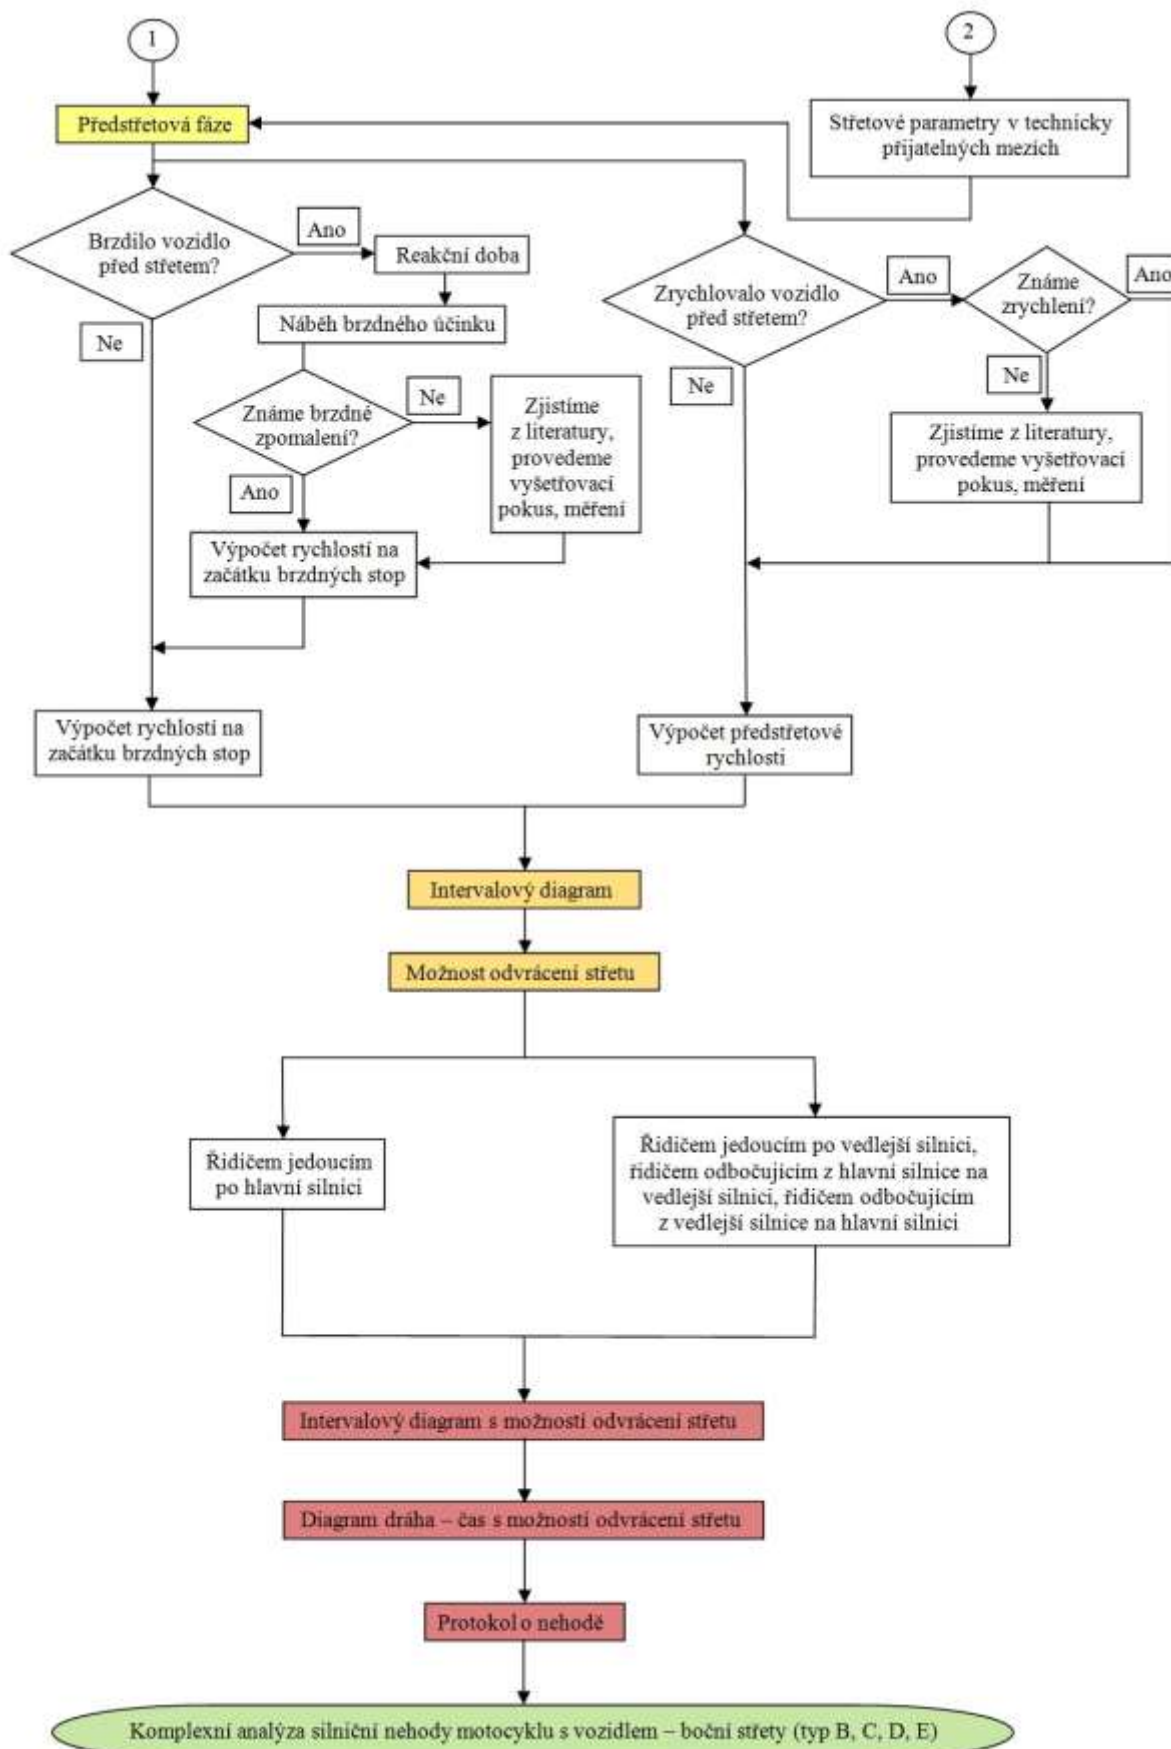 1
2
Předstřetová fáze
Střetové parametry v technicky
přijatelných mezích
Brzdilo vozidlo
před střetem?
Ano
Reakční doba
Náběh brzdného účinku
Ne
Známe brzdné
zpomalení?
Ne
Zjistíme
z literatury,
provedeme
vyšetřovací
pokus, měření
Ano
Výpočet rychlostí na
začátku brzdných stop
Zrychlovalo vozidlo
před střetem?
Ano
Známe
zrychlení?
Ano
Ne
Ne
Zjistíme z literatury,
provedeme vyšetřovací
pokus, měření
Výpočet rychlostí na
začátku brzdných stop
Výpočet předstřetové
rychlosti
Intervalový diagram
Možnost odvrácení střetu
Řidičem jedoucím
po hlavní silnici
Řidičem jedoucím po vedlejší silnici,
řidičem odbočujícím z hlavní silnice na
vedlejší silnici, řidičem odbočujícím
z vedlejší silnice na hlavní silnici
Intervalový diagram s možností odvrácení střetu
Diagram dráha – čas s možností odvrácení střetu
Protokol o nehodě
Komplexní analýza silniční nehody motocyklu s vozidlem – boční střety (typ B, C, D, E)